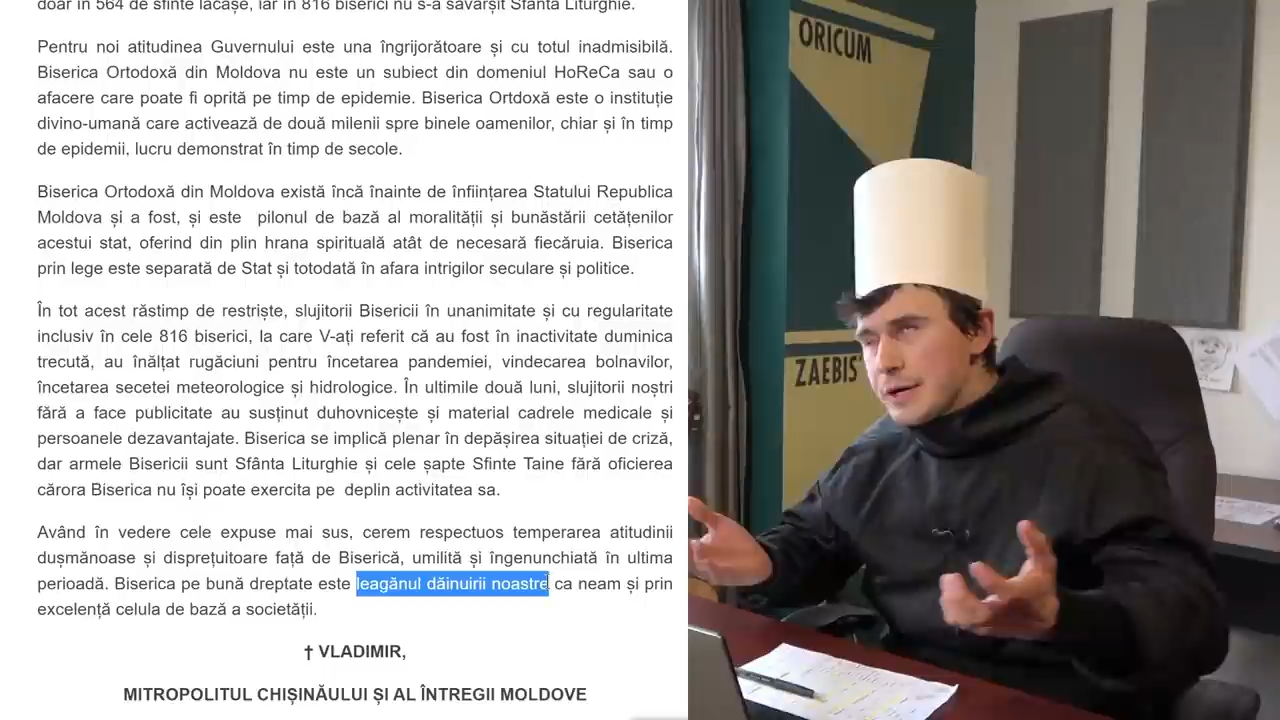 doar în 564 de sfinte lăcașe, iar în 816 biserici nu s-a săvârșit Sfânta Liturghie.
Pentru noi atitudinea Guvernului este una îngrijorătoare și cu totul inadmisibilă.
Biserica Ortodoxă din Moldova nu este un subiect din domeniul HoReCa sau o
afacere care poate fi oprită pe timp de epidemie. Biserica Ortdoxă este o instituție
divino-umană care activează de două milenii spre binele oamenilor, chiar și în timp
de epidemii, lucru demonstrat în timp de secole.
Biserica Ortodoxă din Moldova există încă înainte de înființarea Statului Republica
Moldova și a fost, și este pilonul de bază al moralității și bunăstării cetățenilor
acestui stat, oferind din plin hrana spirituală atât de necesară fiecăruia. Biserica
prin lege este separată de Stat și totodată în afara intrigilor seculare și politice.
În tot acest răstimp de restriște, slujitorii Bisericii în unanimitate și cu regularitate
inclusiv în cele 816 biserici, la care V-ați referit că au fost în inactivitate duminica
trecută, au înălțat rugăciuni pentru încetarea pandemiei, vindecarea bolnavilor,
încetarea secetei meteorologice și hidrologice. În ultimile două luni, slujitorii noștri
fără a face publicitate au susținut duhovnicește și material cadrele medicale și
persoanele dezavantajate. Biserica se implică plenar în depășirea situației de criză,
dar armele Bisericii sunt Sfânta Liturghie și cele șapte Sfinte Taine fără oficierea
cărora Biserica nu își poate exercita pe deplin activitatea sa.
Având în vedere cele expuse mai sus, cerem respectuos temperarea atitudinii
dușmănoase și disprețuitoare față de Biserică, umilită și îngenunchiată în ultima
perioadă. Biserica pe bună dreptate este leagănul dăinuirii noastre ca neam și prin
excelență celula de bază a societății.
† VLADIMIR,
MITROPOLITUL CHIȘINĂULUI ȘI AL ÎNTREGII MOLDOVE
ORICUM
ZAEBIS